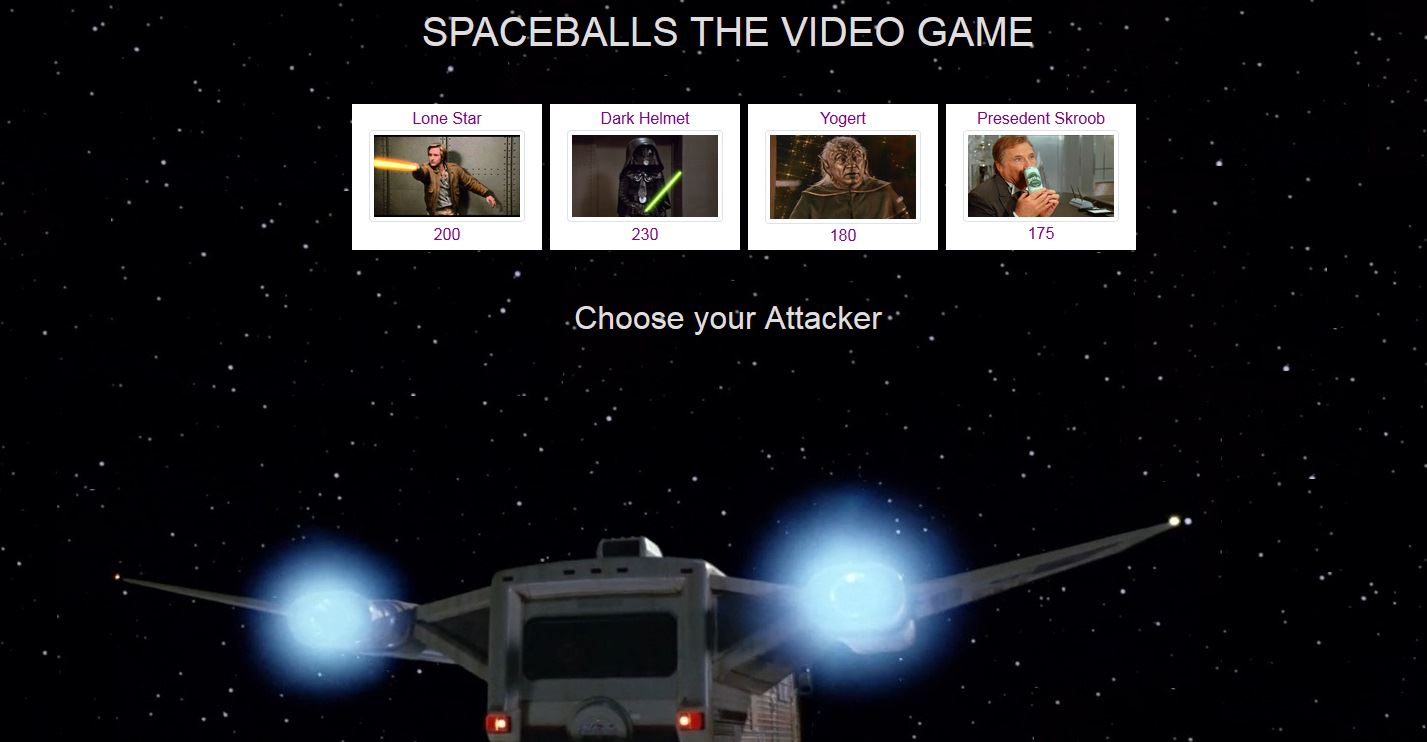 SPACEBALLS THE VIDEO GAME
Lone Star
Dark Helmet
Yogert
Presedent Skroob
200
230
180
175
Choose your Attacker